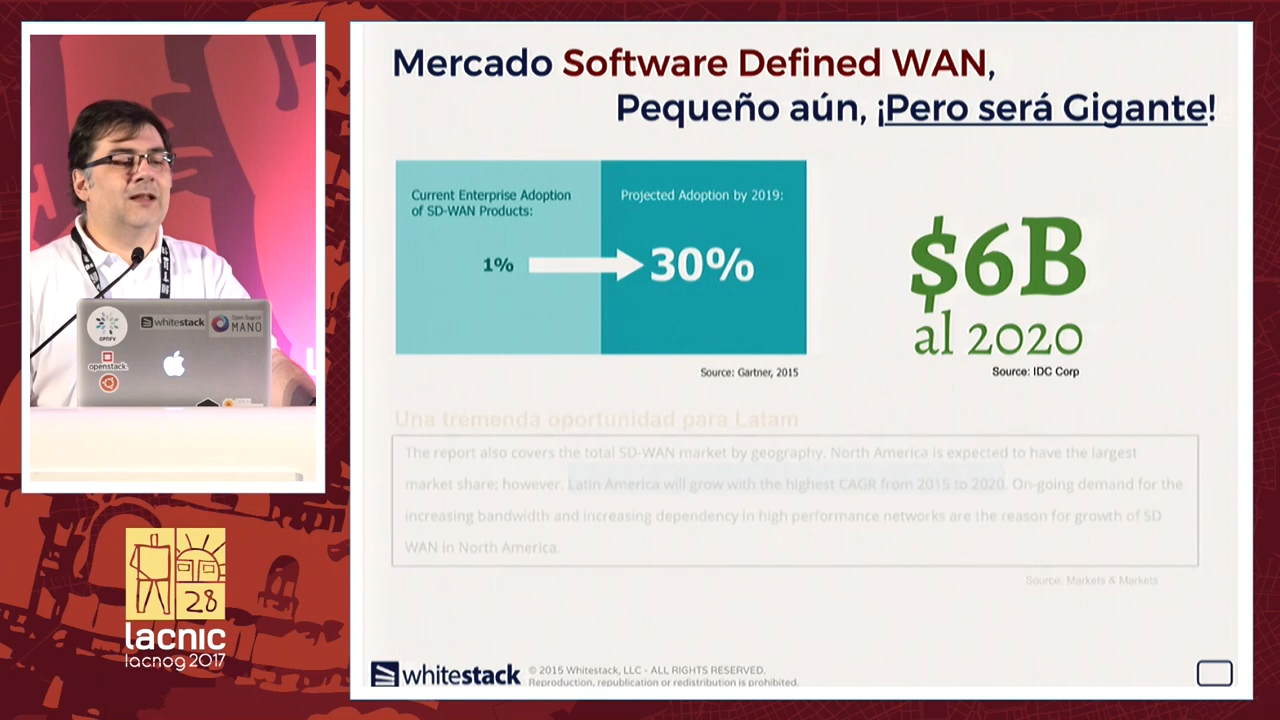 Mercado Software Defined WAN,
Pequeño aún, ¡Pero será Gigante!
Current Enterprise Adoption
of SD-WAN Products:
1%
Projected Adoption by 2019:
30%
Source: Gartner, 2015
$6B
al 2020
Source: IDC Corp
Una tremenda oportunidad para Latam
The report also covers the total SD-WAN market by geography. North America is expected to have the largest
market share; however, Latin America will grow with the highest CAGR from 2015 to 2020. On-going demand for the
increasing bandwidth and increasing dependency in high performance networks are the reason for growth of SD
WAN in North America.
Source: Markets & Markets
whitestack
© 2015 Whitestack, LLC - ALL RIGHTS RESERVED.
Reproduction, republication or redistribution is prohibited.
OPNFV
whitestack
Open Source
MANO
openstack
28
lacnic
lacnog 2017